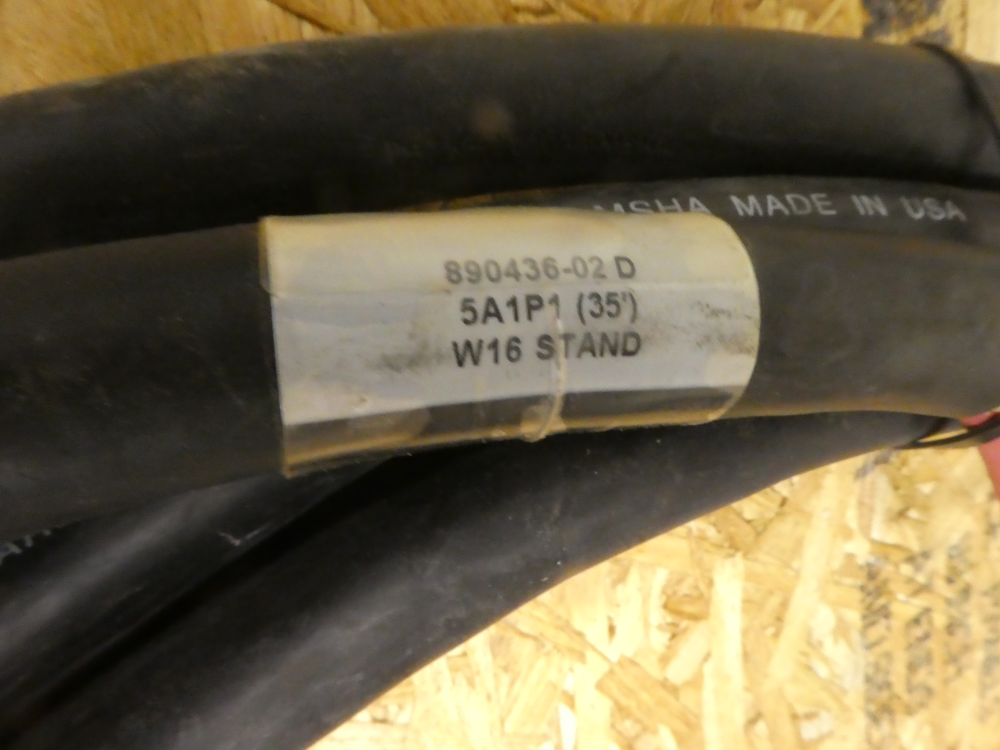 MSHA MADE IN USA
890436-02 D
5A1P1 (35')
W16 STAND